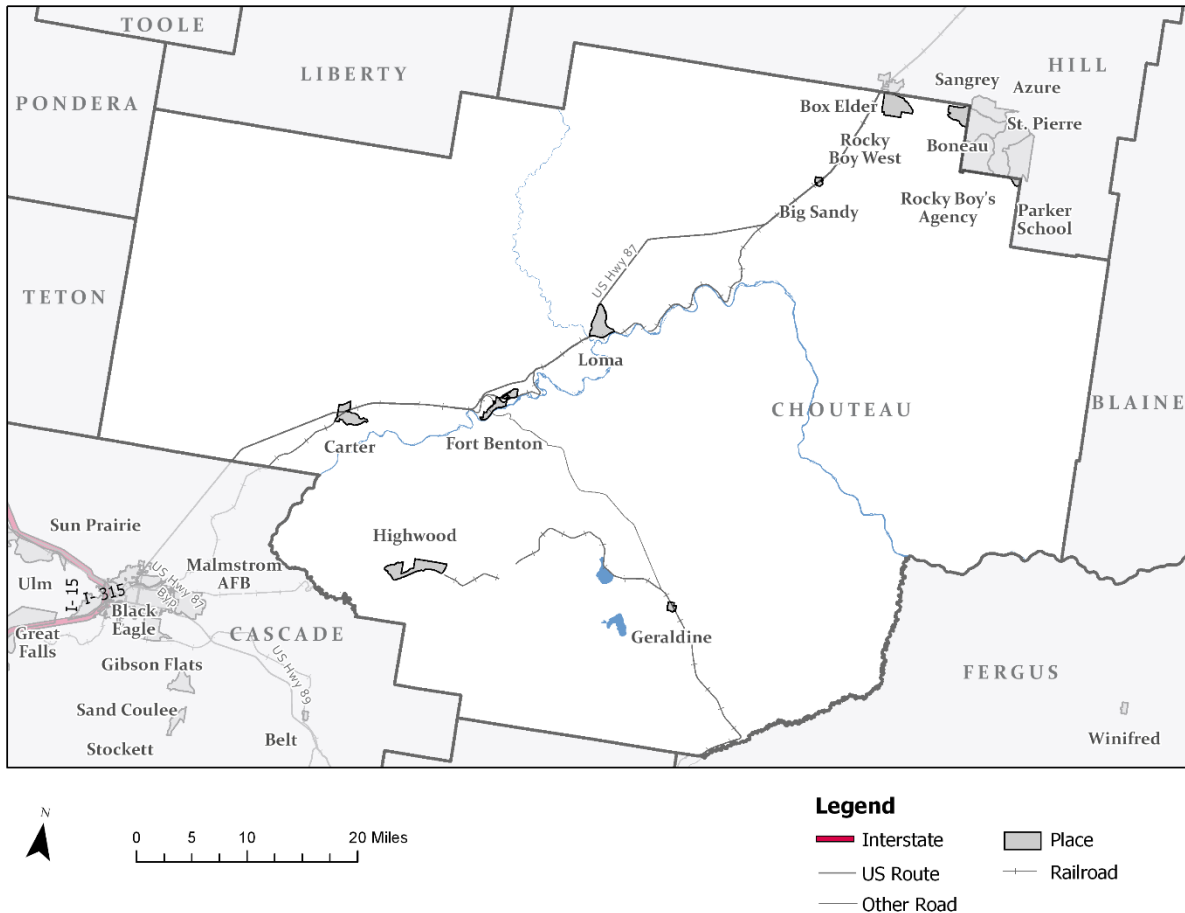 TOOLE
LIBERTY
HILL
PONDERA
Sangrey
Azure
Box Elder
St. Pierre
Rocky
Boy West
Boneau
Big Sandy
Rocky Boy's
Agency
Parker
School
US Hwy 87
TETON
Loma
CHOUTEAU
BLAINE
Carter
Fort Benton
Sun Prairie
Highwood
Malmstrom
AFB
US Hwy 87
Byp
Ulm
I- 15
I- 315
Black
Eagle
Great
Falls
CASCADE
Geraldine
Gibson Flats
US Hwy 89
FERGUS
Sand Coulee
Stockett
Belt
Winifred
N
0 5 10 20 Miles
Legend
Interstate
Place
US Route
Railroad
Other Road